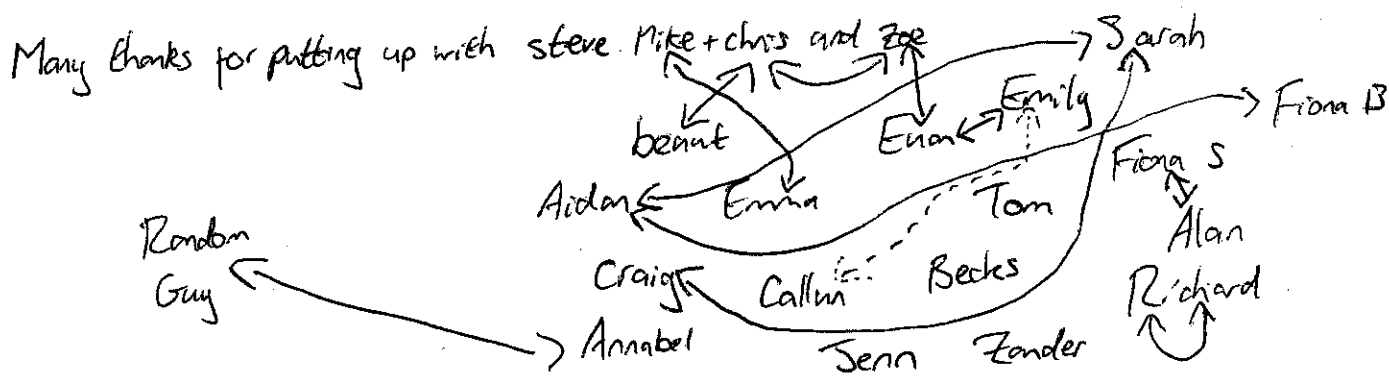 Many thanks for putting up with steve Mike + chris and Zoe
Sarah
Emily
Fiona B
Euan
Fiona S
Aidan Emma Tom
Alan
Random
Guy
Craig Callum Becks Richard
Annabel Jenn Zander